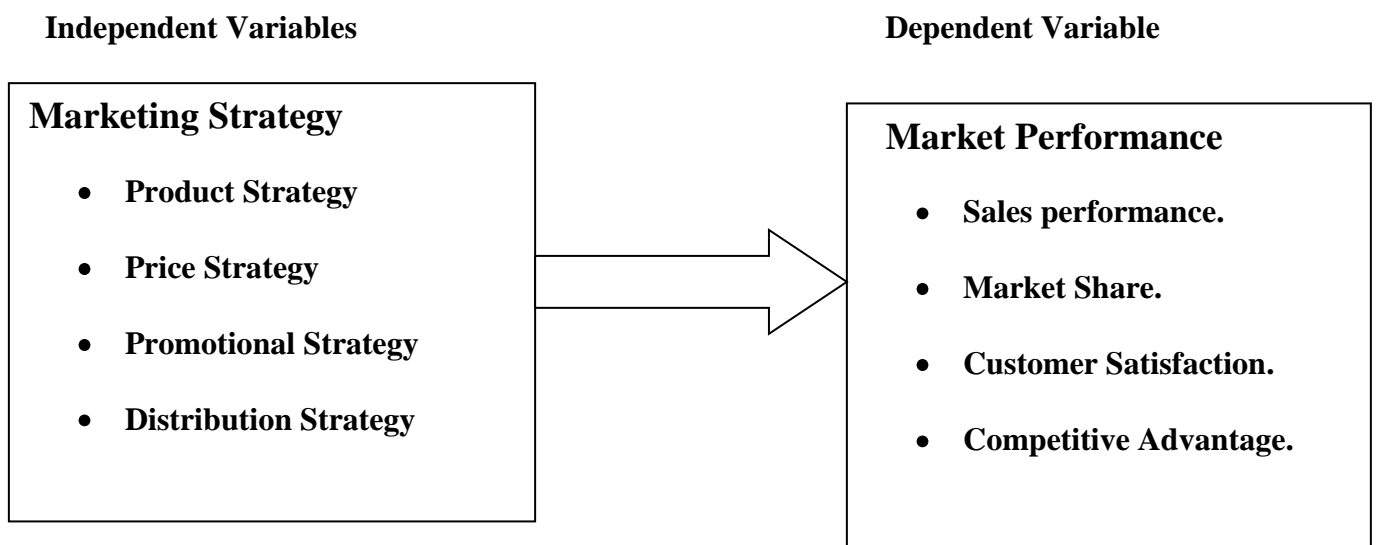 Independent Variables
Dependent Variable
Marketing Strategy
• Product Strategy
• Price Strategy
• Promotional Strategy
• Distribution Strategy
Market Performance
• Sales performance.
• Market Share.
• Customer Satisfaction.
• Competitive Advantage.